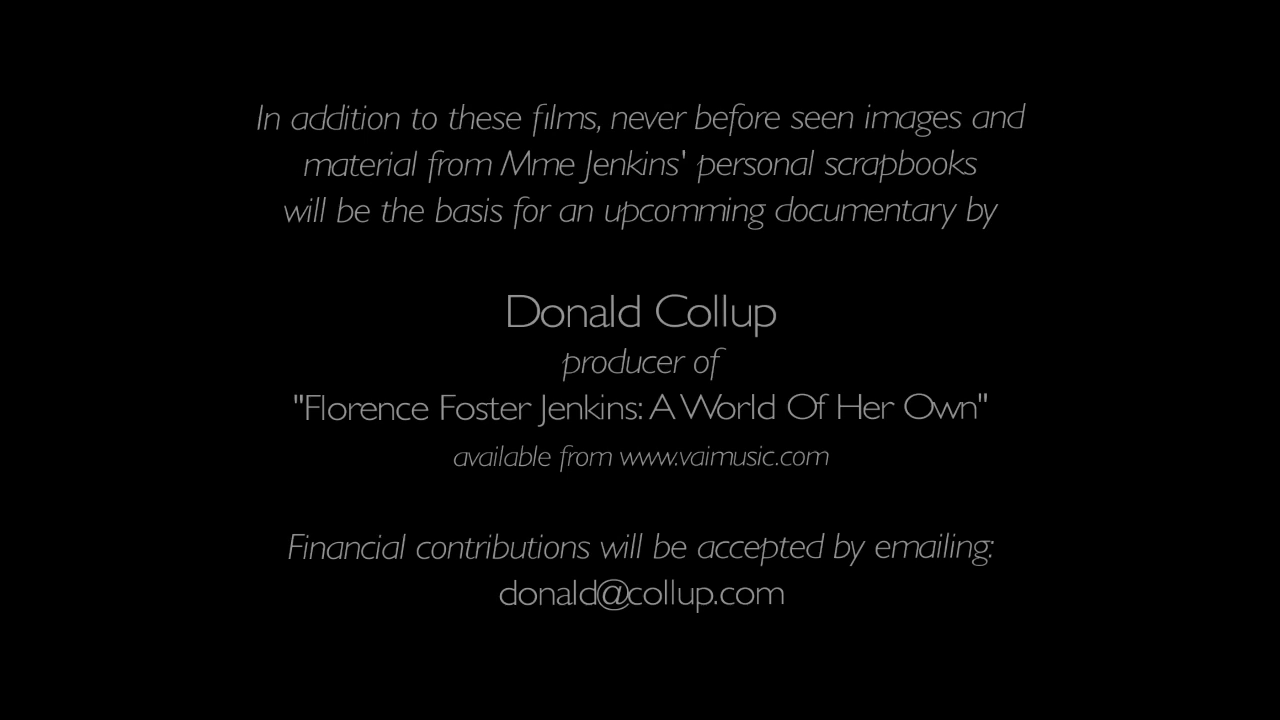 In addition to these films, never before seen images and
material from Mme Jenkins' personal scrapbooks
will be the basis for an upcomming documentary by
Donald Collup
producer of
"Florence Foster Jenkins: A World Of Her Own"
available from www.vaimusic.com
Financial contributions will be accepted by emailing:
donald@collup.com